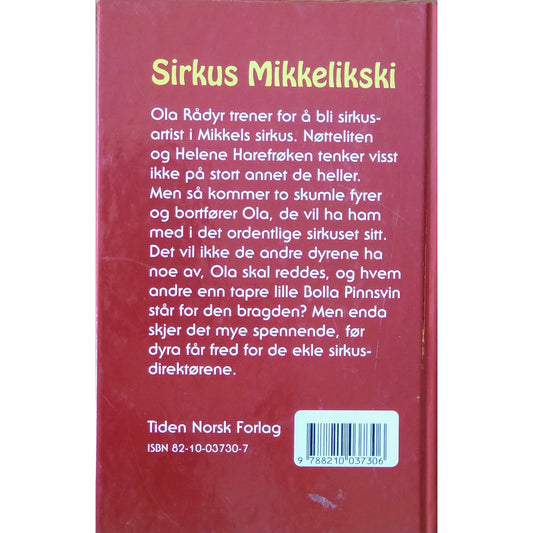 Sirkus Mikkelikski
Ola Rådyr trener for å bli sirkus-
artist i Mikkels sirkus. Nøtteliten
og Helene Harefrøken tenker visst
ikke på stort annet de heller.
Men så kommer to skumle fyrer
og bortfører Ola, de vil ha ham
med i det ordentlige sirkuset sitt.
Det vil ikke de andre dyrene ha
noe av, Ola skal reddes, og hvem
andre enn tapre lille Bolla Pinnsvin
står for den bragden? Men enda
skjer det mye spennende, før
dyra får fred for de ekle sirkus-
direktørene.
Tiden Norsk Forlag
ISBN 82-10-03730-7
9 788210 037306